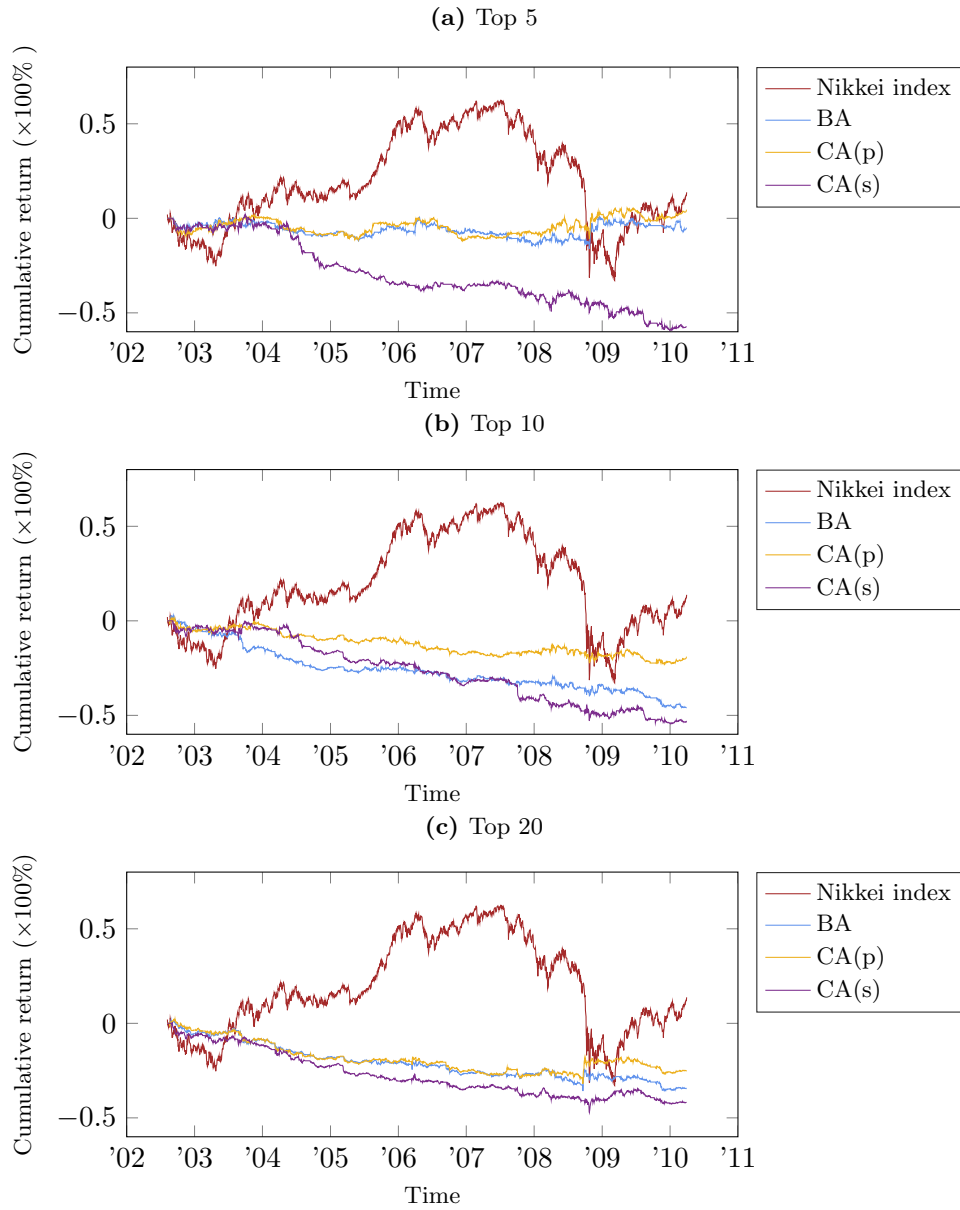 (a) Top 5
Cumulative return (×100% )
0.5
0
−0.5
'02 '03 '04 '05 '06 '07 '08 '09 '10 '11
Time
Nikkei index
BA
CA(p)
CA(s)
(b) Top 10
Cumulative return (×100%)
0.5
0
−0.5
'02 '03 '04 '05 '06 '07 '08 '09 '10 '11
Time
Nikkei index
BA
CA(p)
CA(s)
(c) Top 20
Cumulative return (×100%)
0.5
0
−0.5
'02 '03 '04 '05 '06 '07 '08 '09 '10 '11
Time
Nikkei index
BA
CA(p)
CA(s)